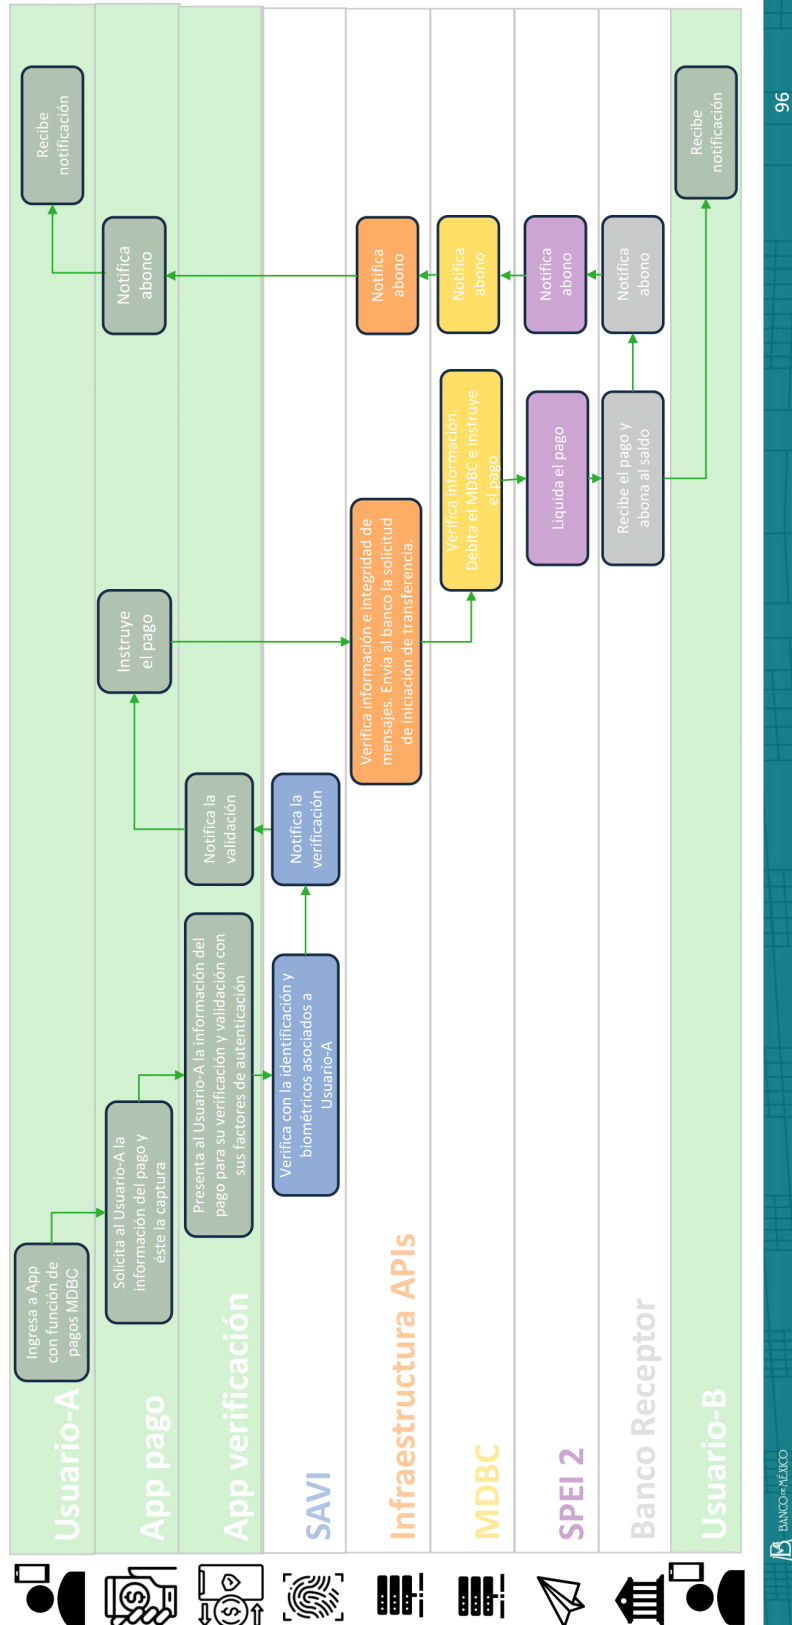 Usuario-A
Ingresa a App
con función de
pagos MDBC
Recibe
notificación
App pago
Solicita al Usuario-A la
información del pago y
éste la captura
Instruye
el pago
Notifica
abono
App verificación
Presenta al Usuario-A la información del
pago para su verificación y validación con
sus factores de autenticación
Notifica la
validación
SAVI
Verifica con la identificación y
biométricos asociados a
Usuario-A
Notifica la
verificación
Infraestructura APIs
Verifica información e integridad de
mensajes. Envía al banco la solicitud
de iniciación de transferencia.
Notifica
abono
MDBC
Verifica información.
Debita el MDBC e instruye
el pago
Notifica
abono
SPEI 2
Liquida el pago
Notifica
abono
Banco Receptor
Recibe el pago y
abona al saldo
Notifica
abono
Usuario-B
Recibe
notificación
BANCO DE MÉXICO
96